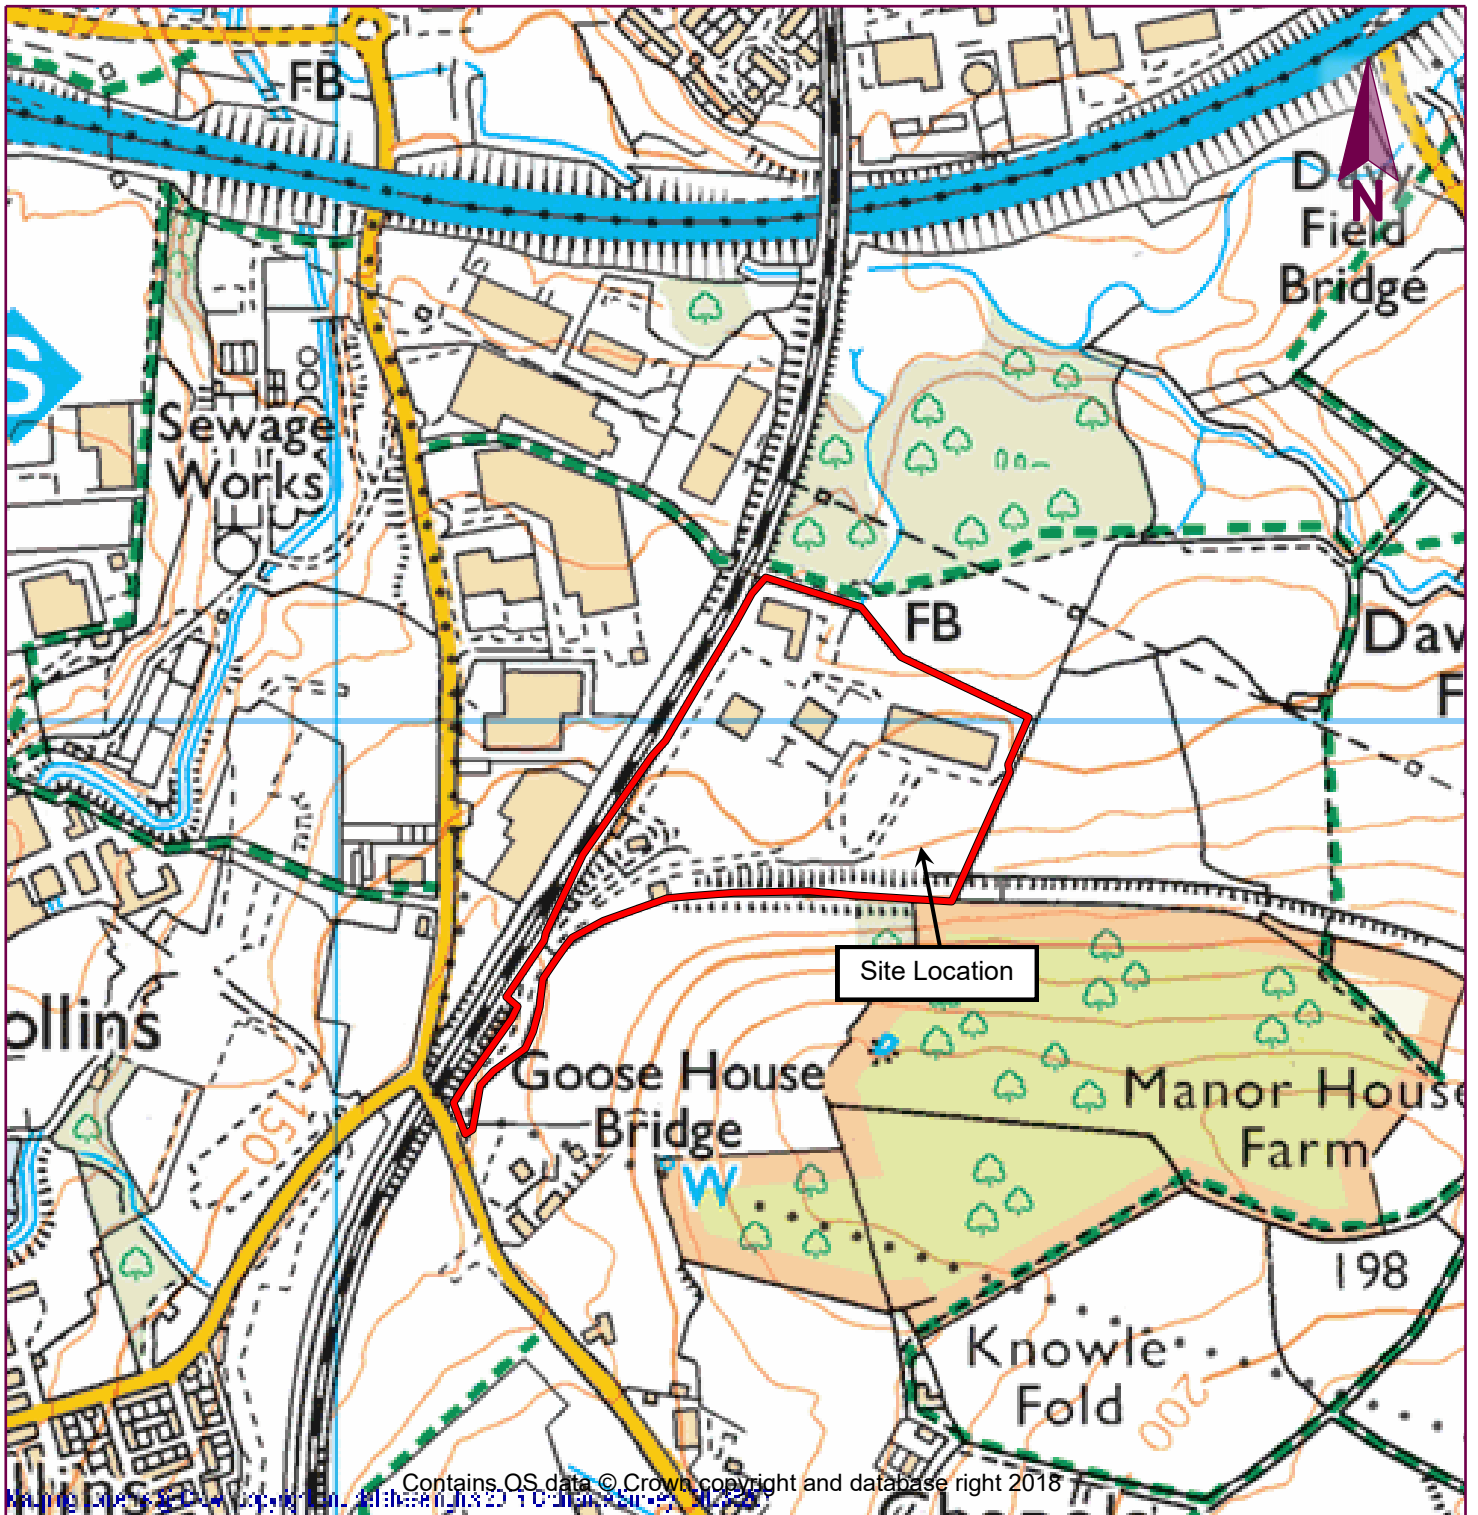 FB
N
Field
Bridge
S
Sewage
Works
FB
Dav
F
Site Location
ollins
150
Goose House
Bridge
W
Manor House
Farm
198
Knowle
Fold
200
Contains OS data © Crown copyright and database right 2018